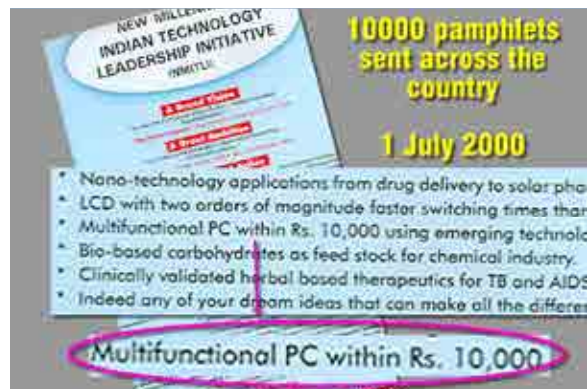 NEW MILLENNIUM
INDIAN TECHNOLOGY
LEADERSHIP INITIATIVE
(NMITLI)
A Broad Vision
10000 pamphlets
sent across the
country
1 July 2000
* Nano-technology applications from drug delivery to solar
* LCD with two orders of magnitude faster switching times than
* Multifunctional PC within Rs. 10,000 using emerging
* Bio-based carbohydrates as feed stock for chemical industry.
* Clinically validated herbal based therapeutics for TB and AIDS
* Indeed any of your dream ideas that can make all the
Multifunctional PC within Rs. 10,000